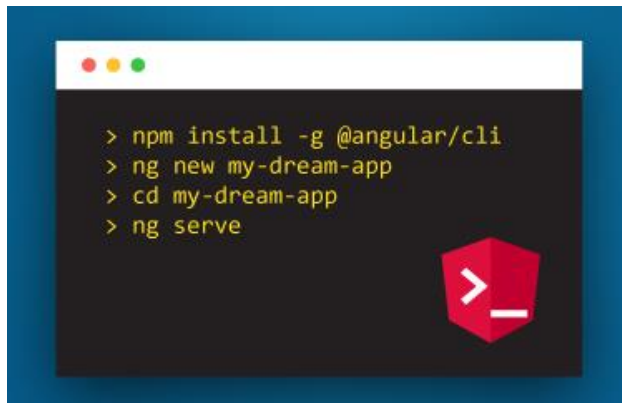 > npm install -g @angular/cli
> ng new my-dream-app
> cd my-dream-app
> ng serve
>_